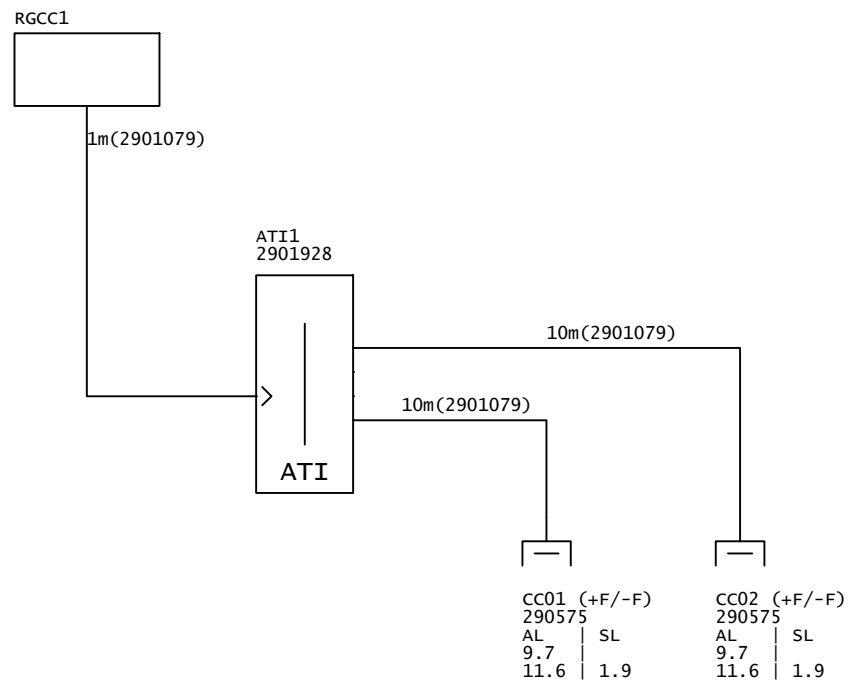 RGCC1
1m(2901079)
ATI1
2901928
10m(2901079)
10m(2901079)
ATI
CC01 (+F/-F)
290575
AL | SL
9.7 |
11.6 | 1.9
CC02 (+F/-F)
290575
AL | SL
9.7 |
11.6 | 1.9